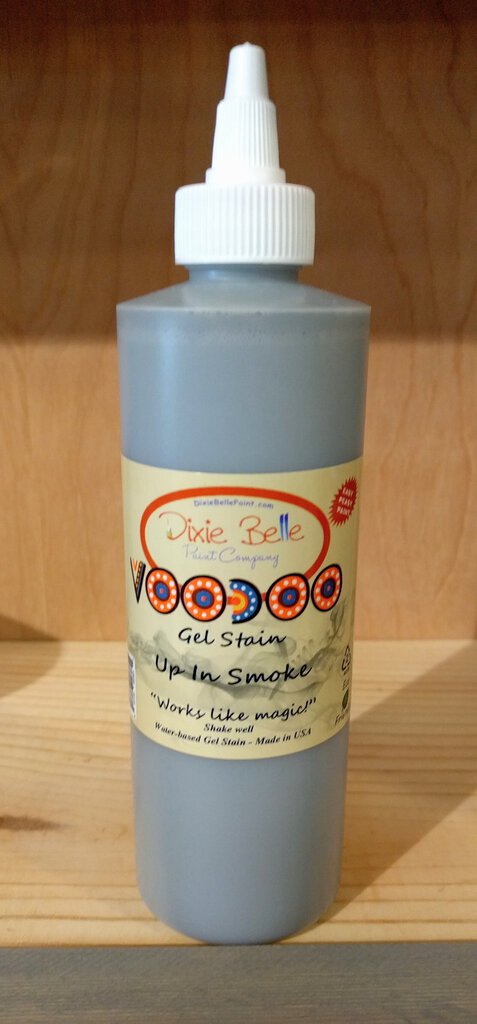 DixieBellePaint.com
EASY
PEASY
PAINT
Dixie Belle
Paint Company
VOODOO
Gel Stain
Up In Smoke
"Works like magic!"
Shake well
Water-based Gel Stain - Made in USA